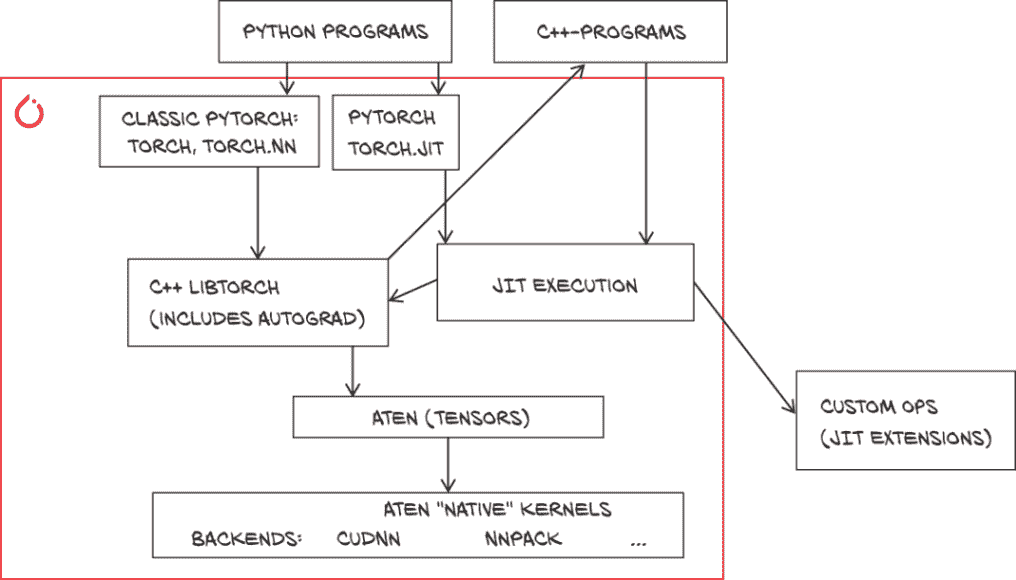 PYTHON PROGRAMS
C++-PROGRAMS
CLASSIC PYTORCH:
TORCH, TORCH.NN
PYTORCH
TORCH.JIT
C++ LIBTORCH
(INCLUDES AUTOGRAD)
JIT EXECUTION
ATEN (TENSORS)
CUSTOM OPS
(JIT EXTENSIONS)
ATEN "NATIVE" KERNELS
BACKENDS: CUDNN NNPACK ...